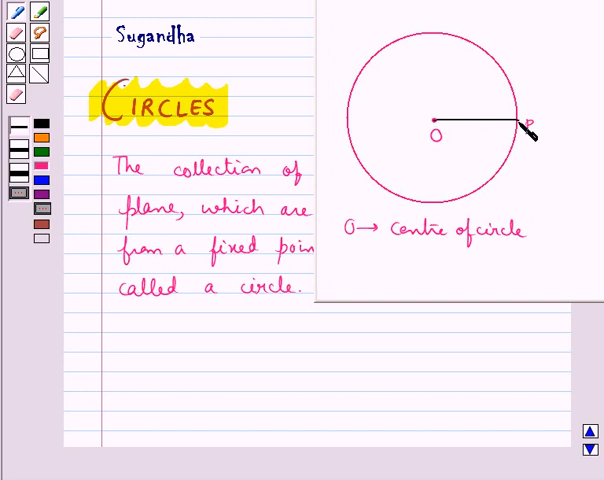 Sugandha
CIRCLES
The collection of
plane, which are
from a fixed poin
called a circle.
O
P
O→ Centre of circle